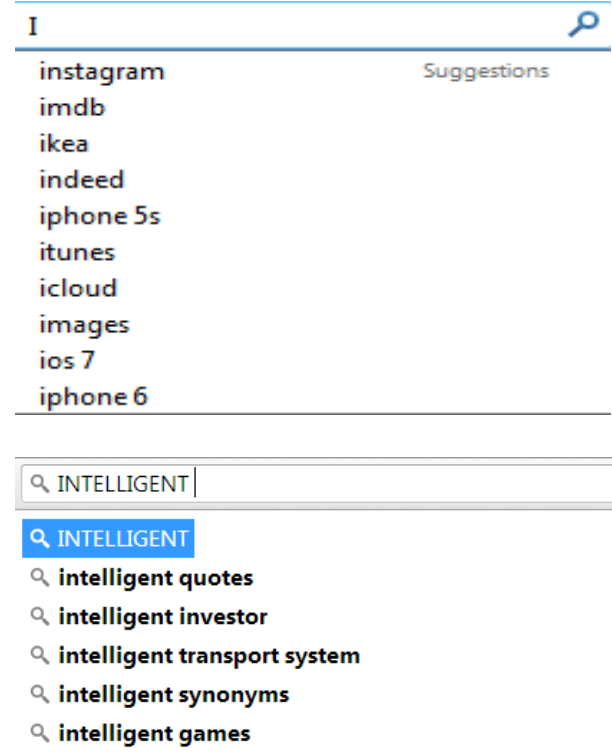 I
instagram Suggestions
imdb
ikea
indeed
iphone 5s
itunes
icloud
images
ios 7
iphone 6
INTELLIGENT
INTELLIGENT
intelligent quotes
intelligent investor
intelligent transport system
intelligent synonyms
intelligent games